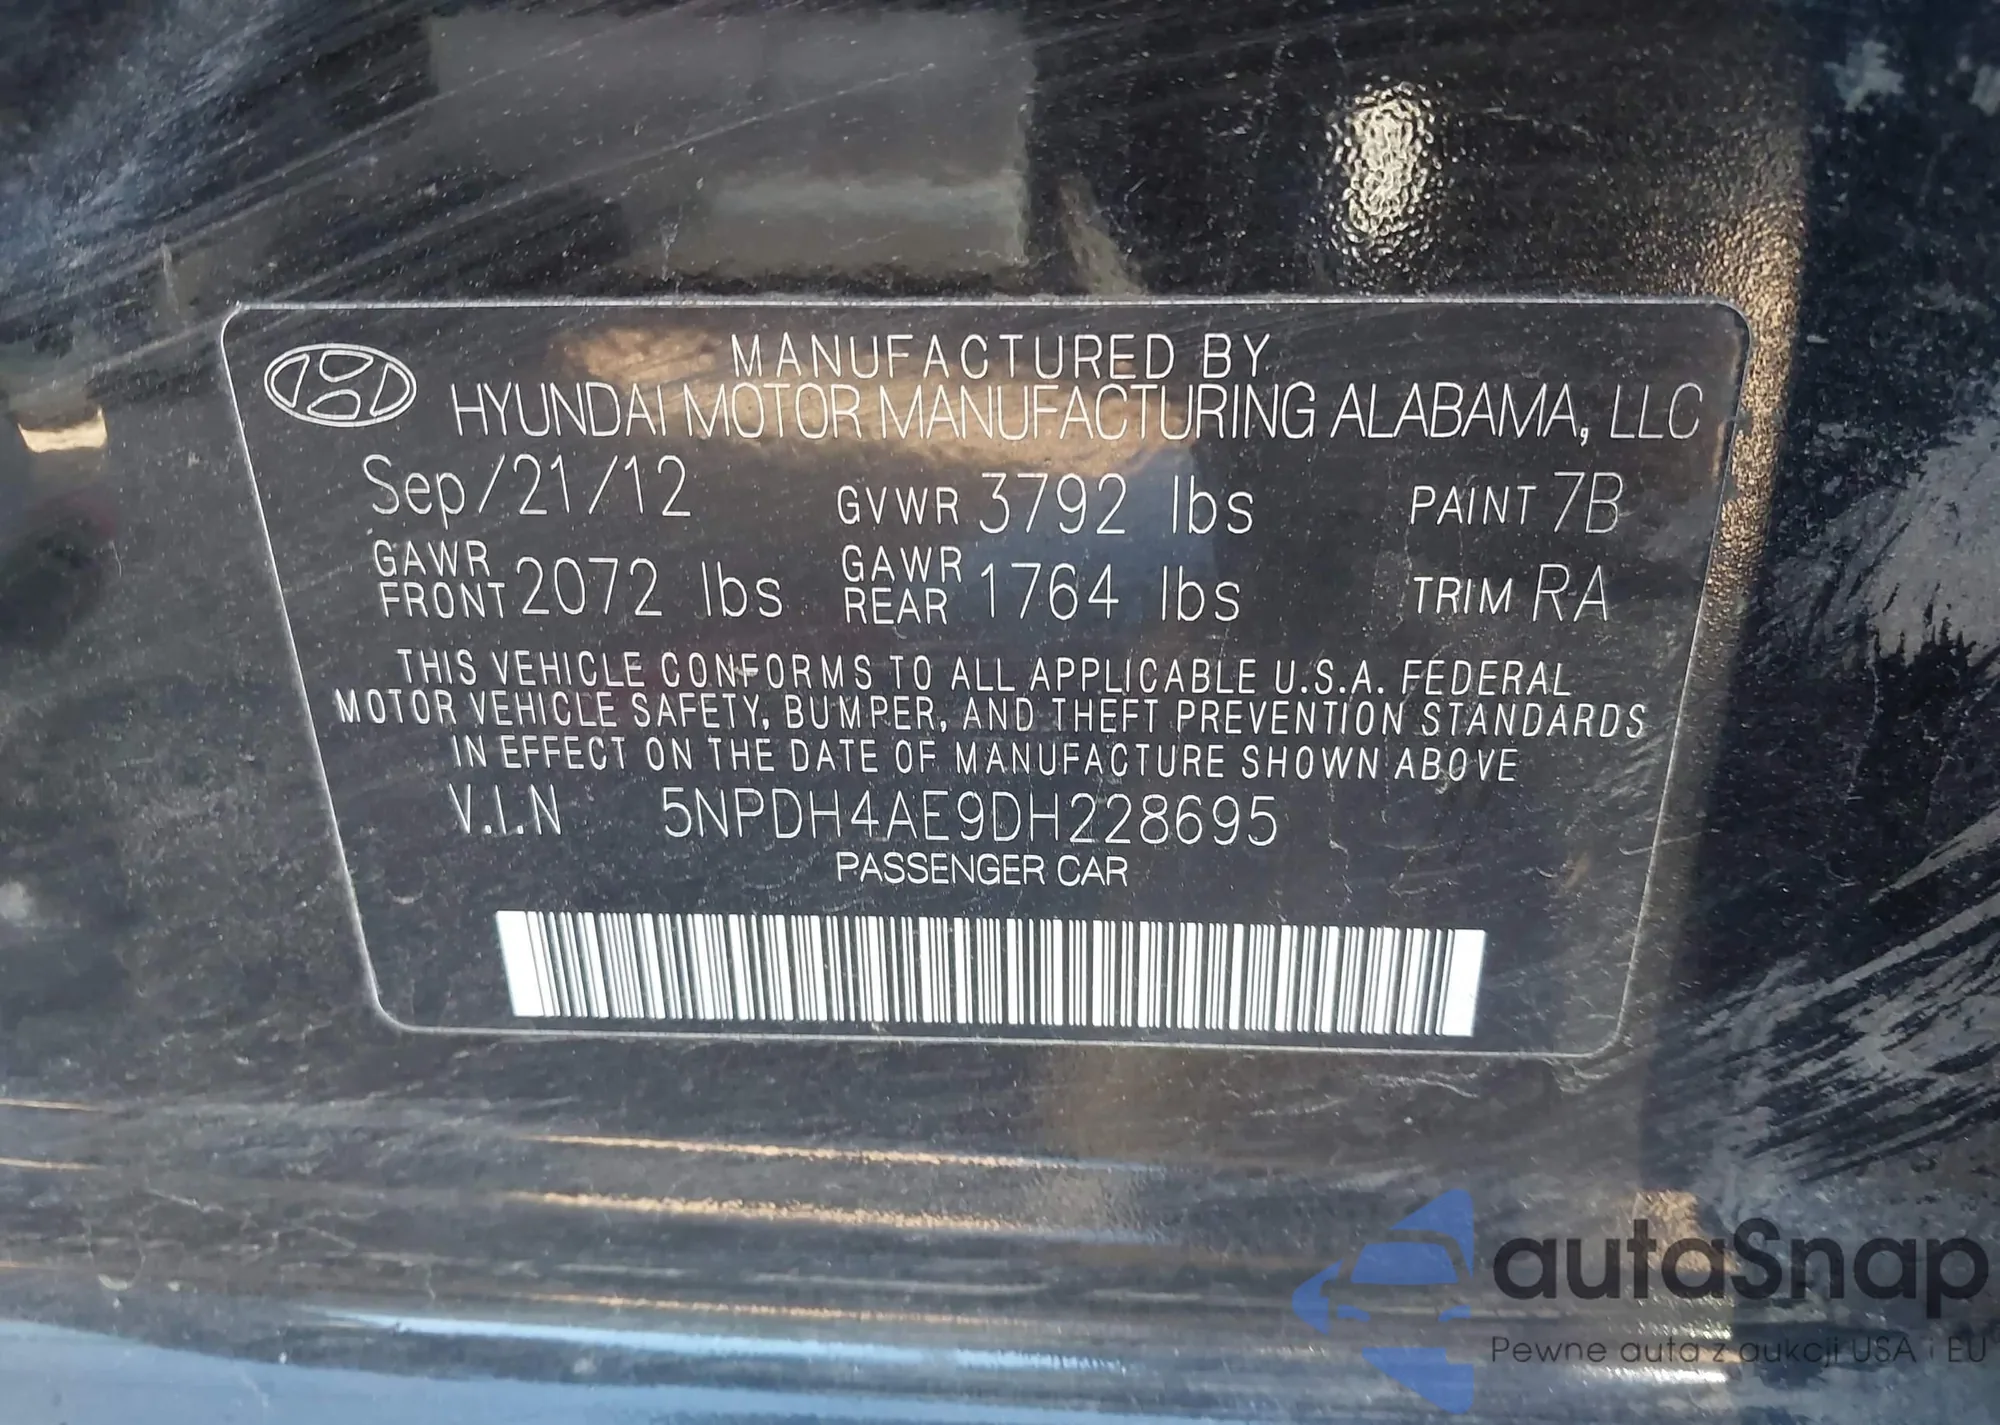 MANUFACTURED BY
HYUNDAI MOTOR MANUFACTURING ALABAMA, LLC
Sep/21/12 GVWR 3792 lbs PAINT 7B
GAWR FRONT 2072 lbs GAWR REAR 1764 lbs TRIM RA
THIS VEHICLE CONFORMS TO ALL APPLICABLE U.S.A. FEDERAL
MOTOR VEHICLE SAFETY, BUMPER, AND THEFT PREVENTION STANDARDS
IN EFFECT ON THE DATE OF MANUFACTURE SHOWN ABOVE
V.I.N 5NPDH4AE9DH228695
PASSENGER CAR
autaSnap
Pewne auta z aukcji USA i EU